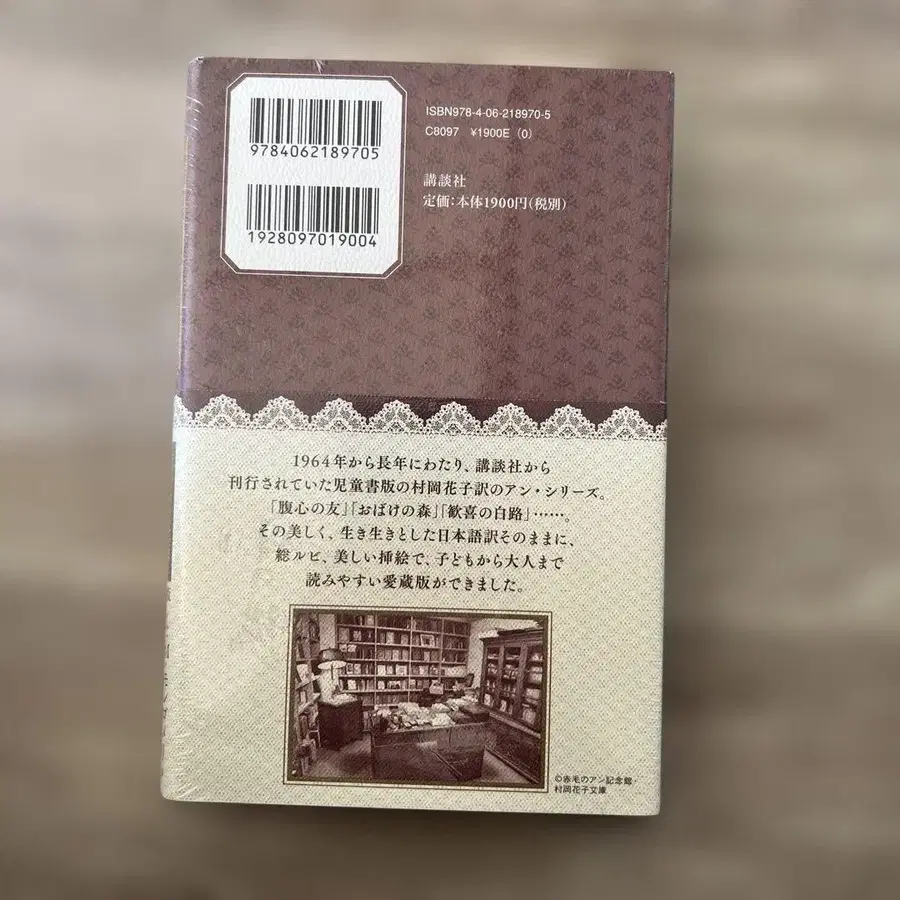 9784062189705
1928097019004
ISBN978-4-06-218970-5
C8097 ¥1900E (0)
講談社
定価:本体1900円(税別)
1964年から長年にわたり、講談社から
刊行されていた児童書版の村岡花子訳のアン・シリーズ。
「腹心の友」「おばけの森」「歓喜の白路」……。
その美しく、生き生きとした日本語訳そのままに、
総ルビ、美しい挿絵で、子どもから大人まで
読みやすい愛蔵版ができました。
©赤毛のアン記念館・
村岡花子文庫